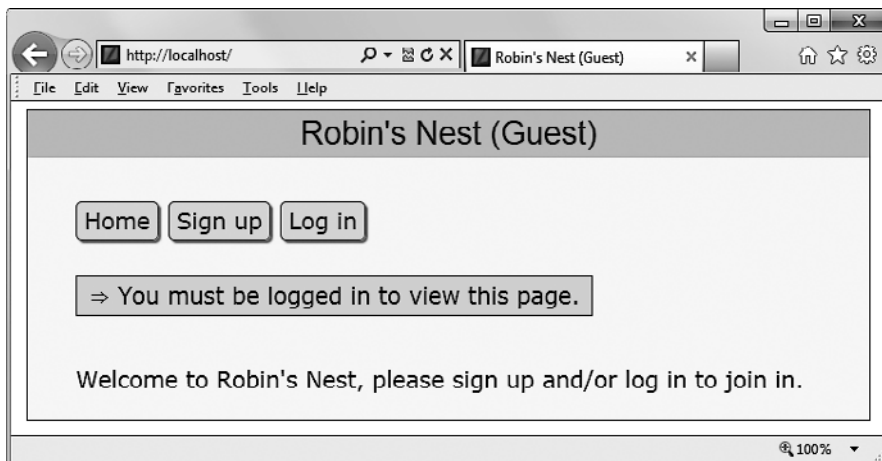 http://localhost/
Robin's Nest (Guest)
File Edit View Favorites Tools Help
Robin's Nest (Guest)
Home Sign up Log in
⇒ You must be logged in to view this page.
Welcome to Robin's Nest, please sign up and/or log in to join in.
100%